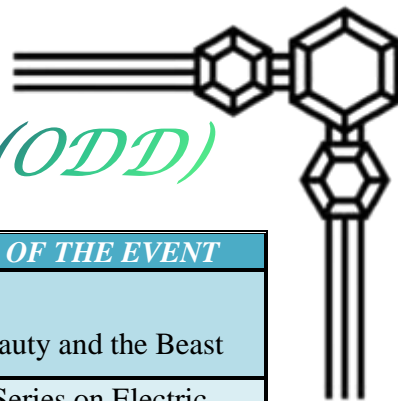 (ODD)
OF THE EVENT
auty and the Beast
Series on Electric